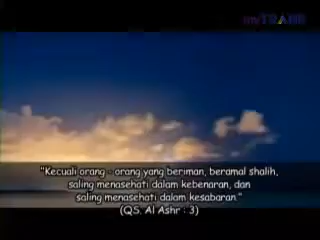 "Kecuali orang - orang yang beriman, beramal shalih,
saling menasehati dalam kebenaran, dan
saling menasehati dalam kesabaran."
(QS. Al Ashr : 3)